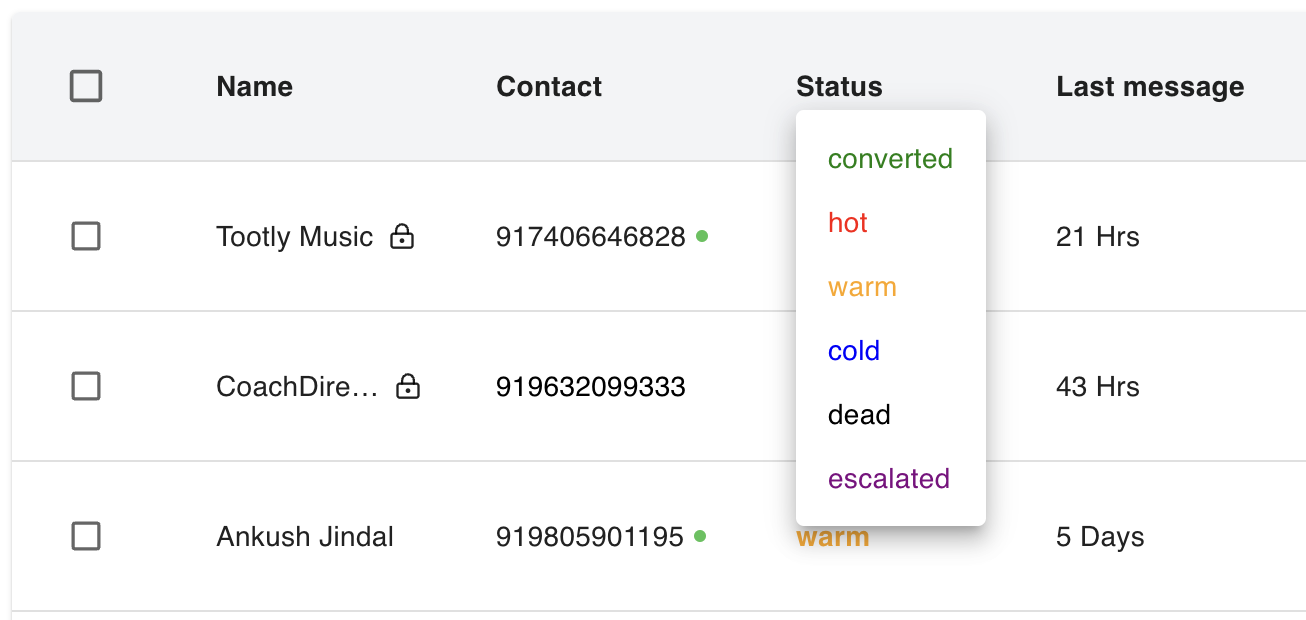 Name Contact Status Last message
converted
Tootly Music 917406646828 hot 21 Hrs
warm
cold
CoachDire... 919632099333 43 Hrs
dead
escalated
Ankush Jindal 919805901195 warm 5 Days